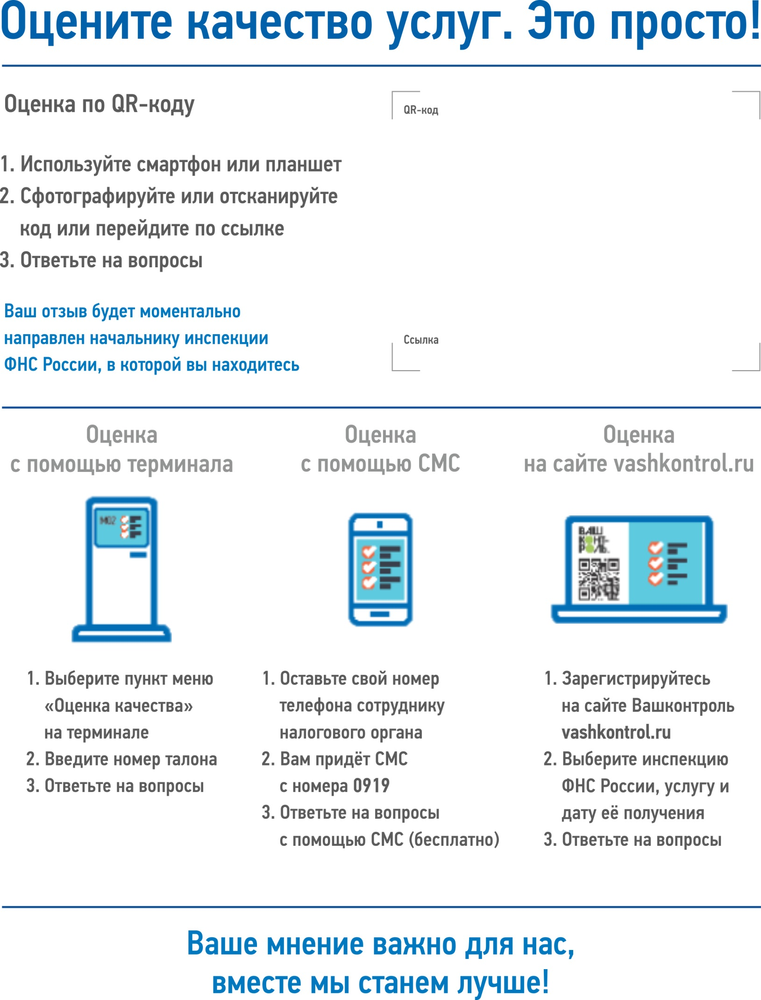 Оцените качество услуг. Это просто!
Оценка по QR-коду
QR-код
1. Используйте смартфон или планшет
2. Сфотографируйте или отсканируйте
код или перейдите по ссылке
3. Ответьте на вопросы
Ваш отзыв будет моментально
направлен начальнику инспекции
ФНС России, в которой вы находитесь
Ссылка
Оценка
с помощью терминала
M02
1. Выберите пункт меню
«Оценка качества»
на терминале
2. Введите номер талона
3. Ответьте на вопросы
Оценка
с помощью СМС
1. Оставьте свой номер
телефона сотруднику
налогового органа
2. Вам придёт СМС
с номера 0919
3. Ответьте на вопросы
с помощью СМС (бесплатно)
Оценка
на сайте vashkontrol.ru
ВАШ
КОНТ-
РОЛЬ.
1. Зарегистрируйтесь
на сайте Вашконтроль
vashkontrol.ru
2. Выберите инспекцию
ФНС России, услугу и
дату её получения
3. Ответьте на вопросы
Ваше мнение важно для нас,
вместе мы станем лучше!